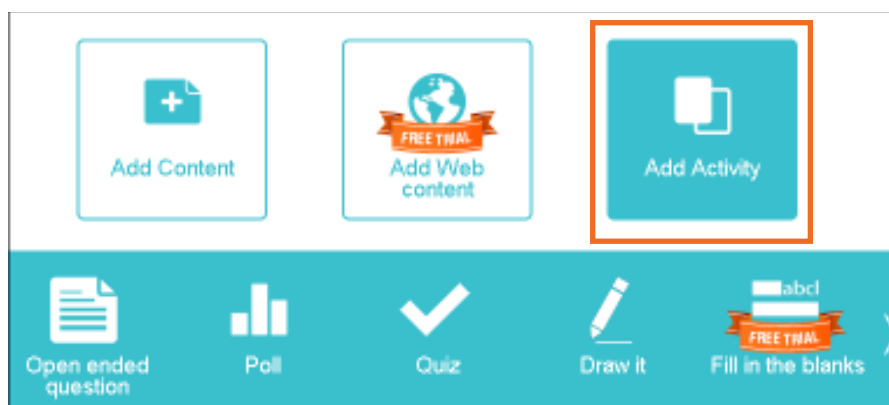 FREE TRIAL
Add Content
Add Web
content
Add Activity
abcl
FREE TRIAL
Open ended
question
Poll
Quiz
Draw it
Fill in the blanks